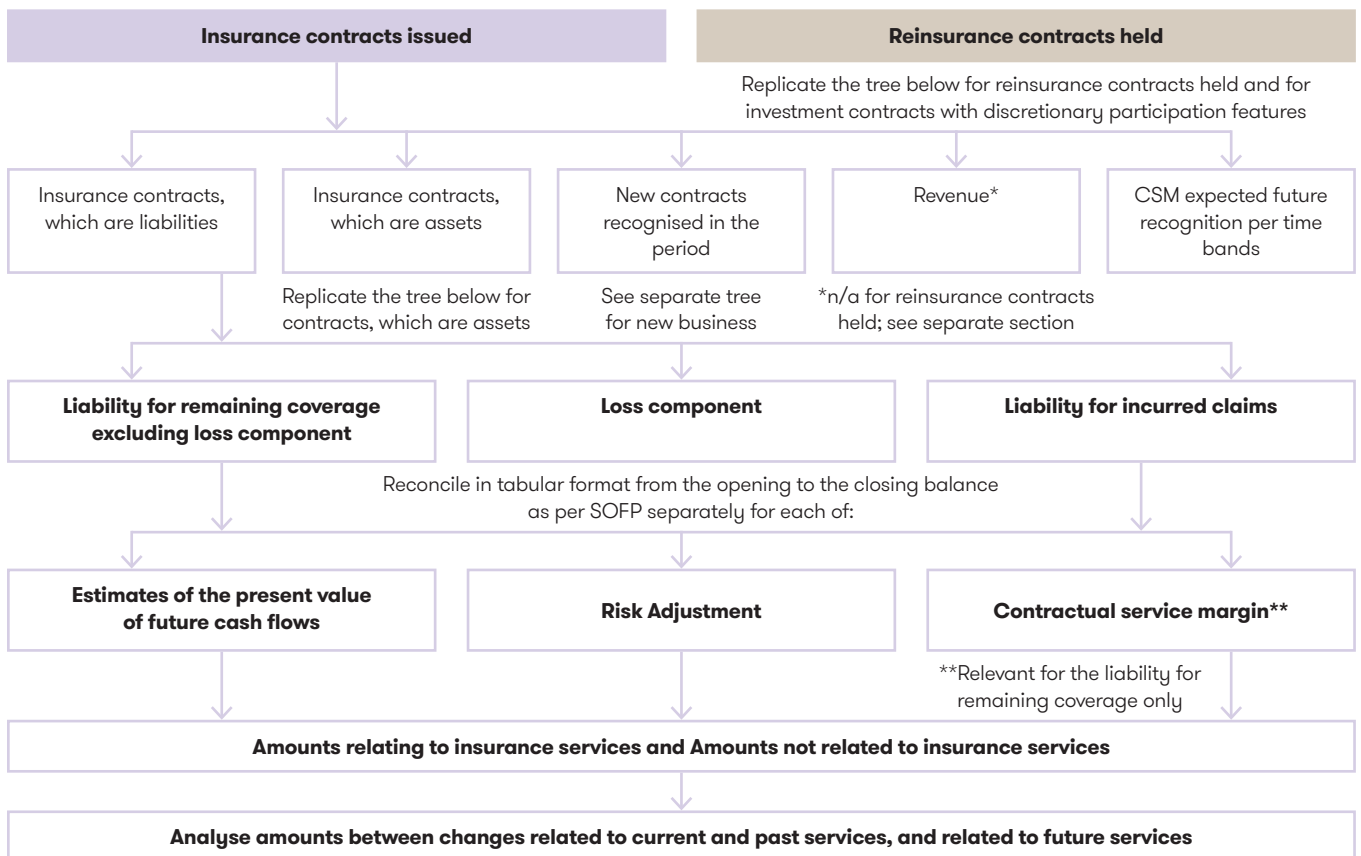 Insurance contracts issued
Reinsurance contracts held
Replicate the tree below for reinsurance contracts held and for
investment contracts with discretionary participation features
Insurance contracts,
which are liabilities
Insurance contracts,
which are assets
New contracts
recognised in the
period
Revenue*
CSM expected future
recognition per time
bands
Replicate the tree below for
contracts, which are assets
See separate tree
for new business
*n/a for reinsurance contracts
held; see separate section
Liability for remaining coverage
excluding loss component
Loss component
Liability for incurred claims
Reconcile in tabular format from the opening to the closing balance
as per SOFP separately for each of:
Estimates of the present value
of future cash flows
Risk Adjustment
Contractual service margin**
**Relevant for the liability for
remaining coverage only
Amounts relating to insurance services and Amounts not related to insurance services
Analyse amounts between changes related to current and past services, and related to future services